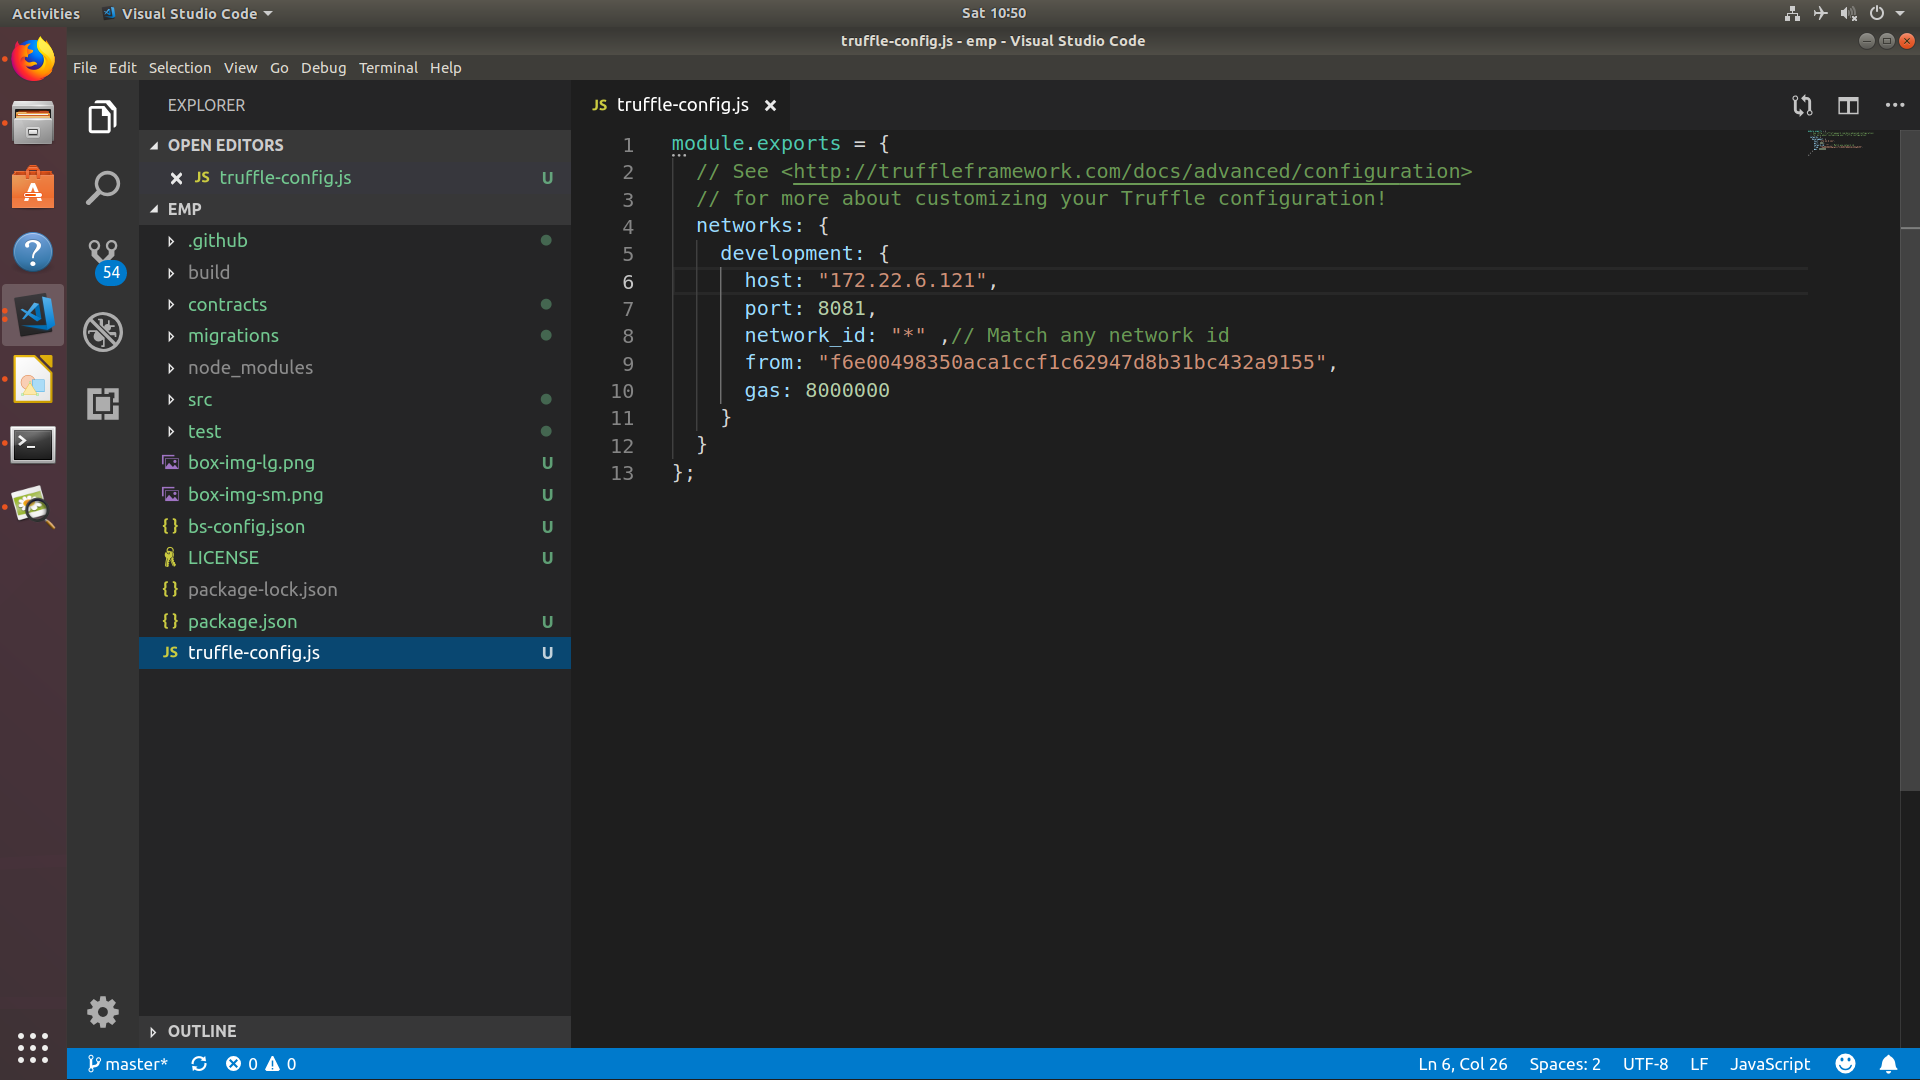 Activities
Visual Studio Code
Sat 10:50
truffle-config.js - emp - Visual Studio Code
File Edit Selection View Go Debug Terminal Help
EXPLORER
OPEN EDITORS
JS truffle-config.js U
EMP
.github
build
54
contracts
migrations
node_modules
src
test
box-img-lg.png U
box-img-sm.png U
{} bs-config.json U
LICENSE U
{} package-lock.json
{} package.json U
JS truffle-config.js U
OUTLINE
JS truffle-config.js
1 module.exports = {
2 // See <http://truffleframework.com/docs/advanced/configuration>
3 // for more about customizing your Truffle configuration!
4 networks: {
5 development: {
6 host: "172.22.6.121",
7 port: 8081,
8 network_id: "*" ,// Match any network id
9 from: "f6e00498350aca1ccf1c62947d8b31bc432a9155",
10 gas: 8000000
11 }
12 }
13 };
master* 0 0
Ln 6, Col 26 Spaces: 2 UTF-8 LF JavaScript